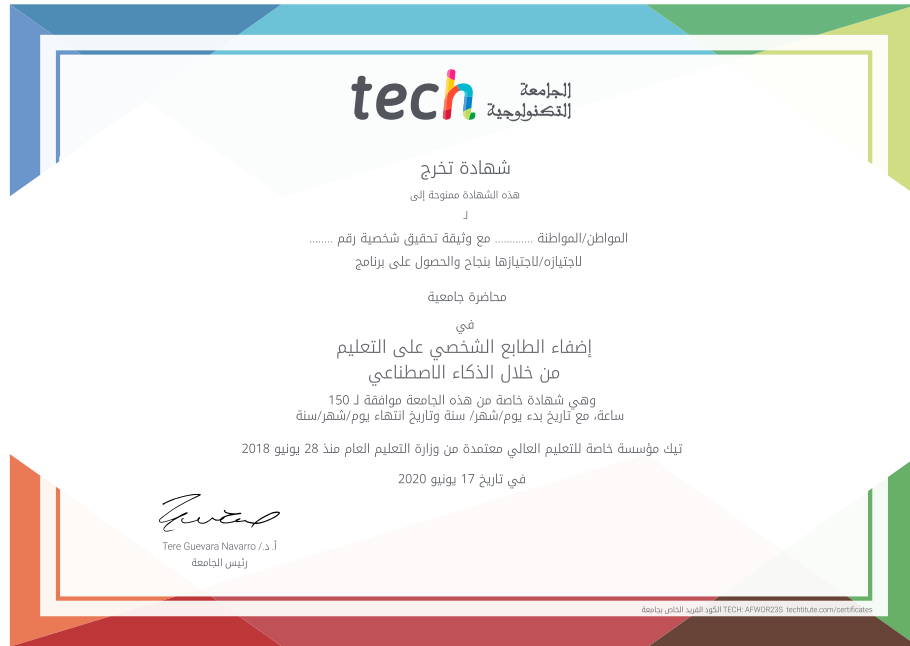 tech الجامعة
التكنولوجية
شهادة تخرج
هذه الشهادة ممنوحة إلى
لـ
المواطن/المواطنة ............. مع وثيقة تحقيق شخصية رقم ........
لاجتيازه/لاجتيازها بنجاح والحصول على برنامج
محاضرة جامعية
في
إضفاء الطابع الشخصي على التعليم
من خلال الذكاء الاصطناعي
وهي شهادة خاصة من هذه الجامعة موافقة لـ 150
ساعة، مع تاريخ بدء يوم/شهر/ سنة وتاريخ انتهاء يوم/شهر/سنة
تيك مؤسسة خاصة للتعليم العالي معتمدة من وزارة التعليم العام منذ 28 يونيو 2018
في تاريخ 17 يونيو 2020
أ. د./ Tere Guevara Navarro
رئيس الجامعة
الكود الفريد الخاص بجامعة TECH: AFWOR23S techtitute.com/certificates